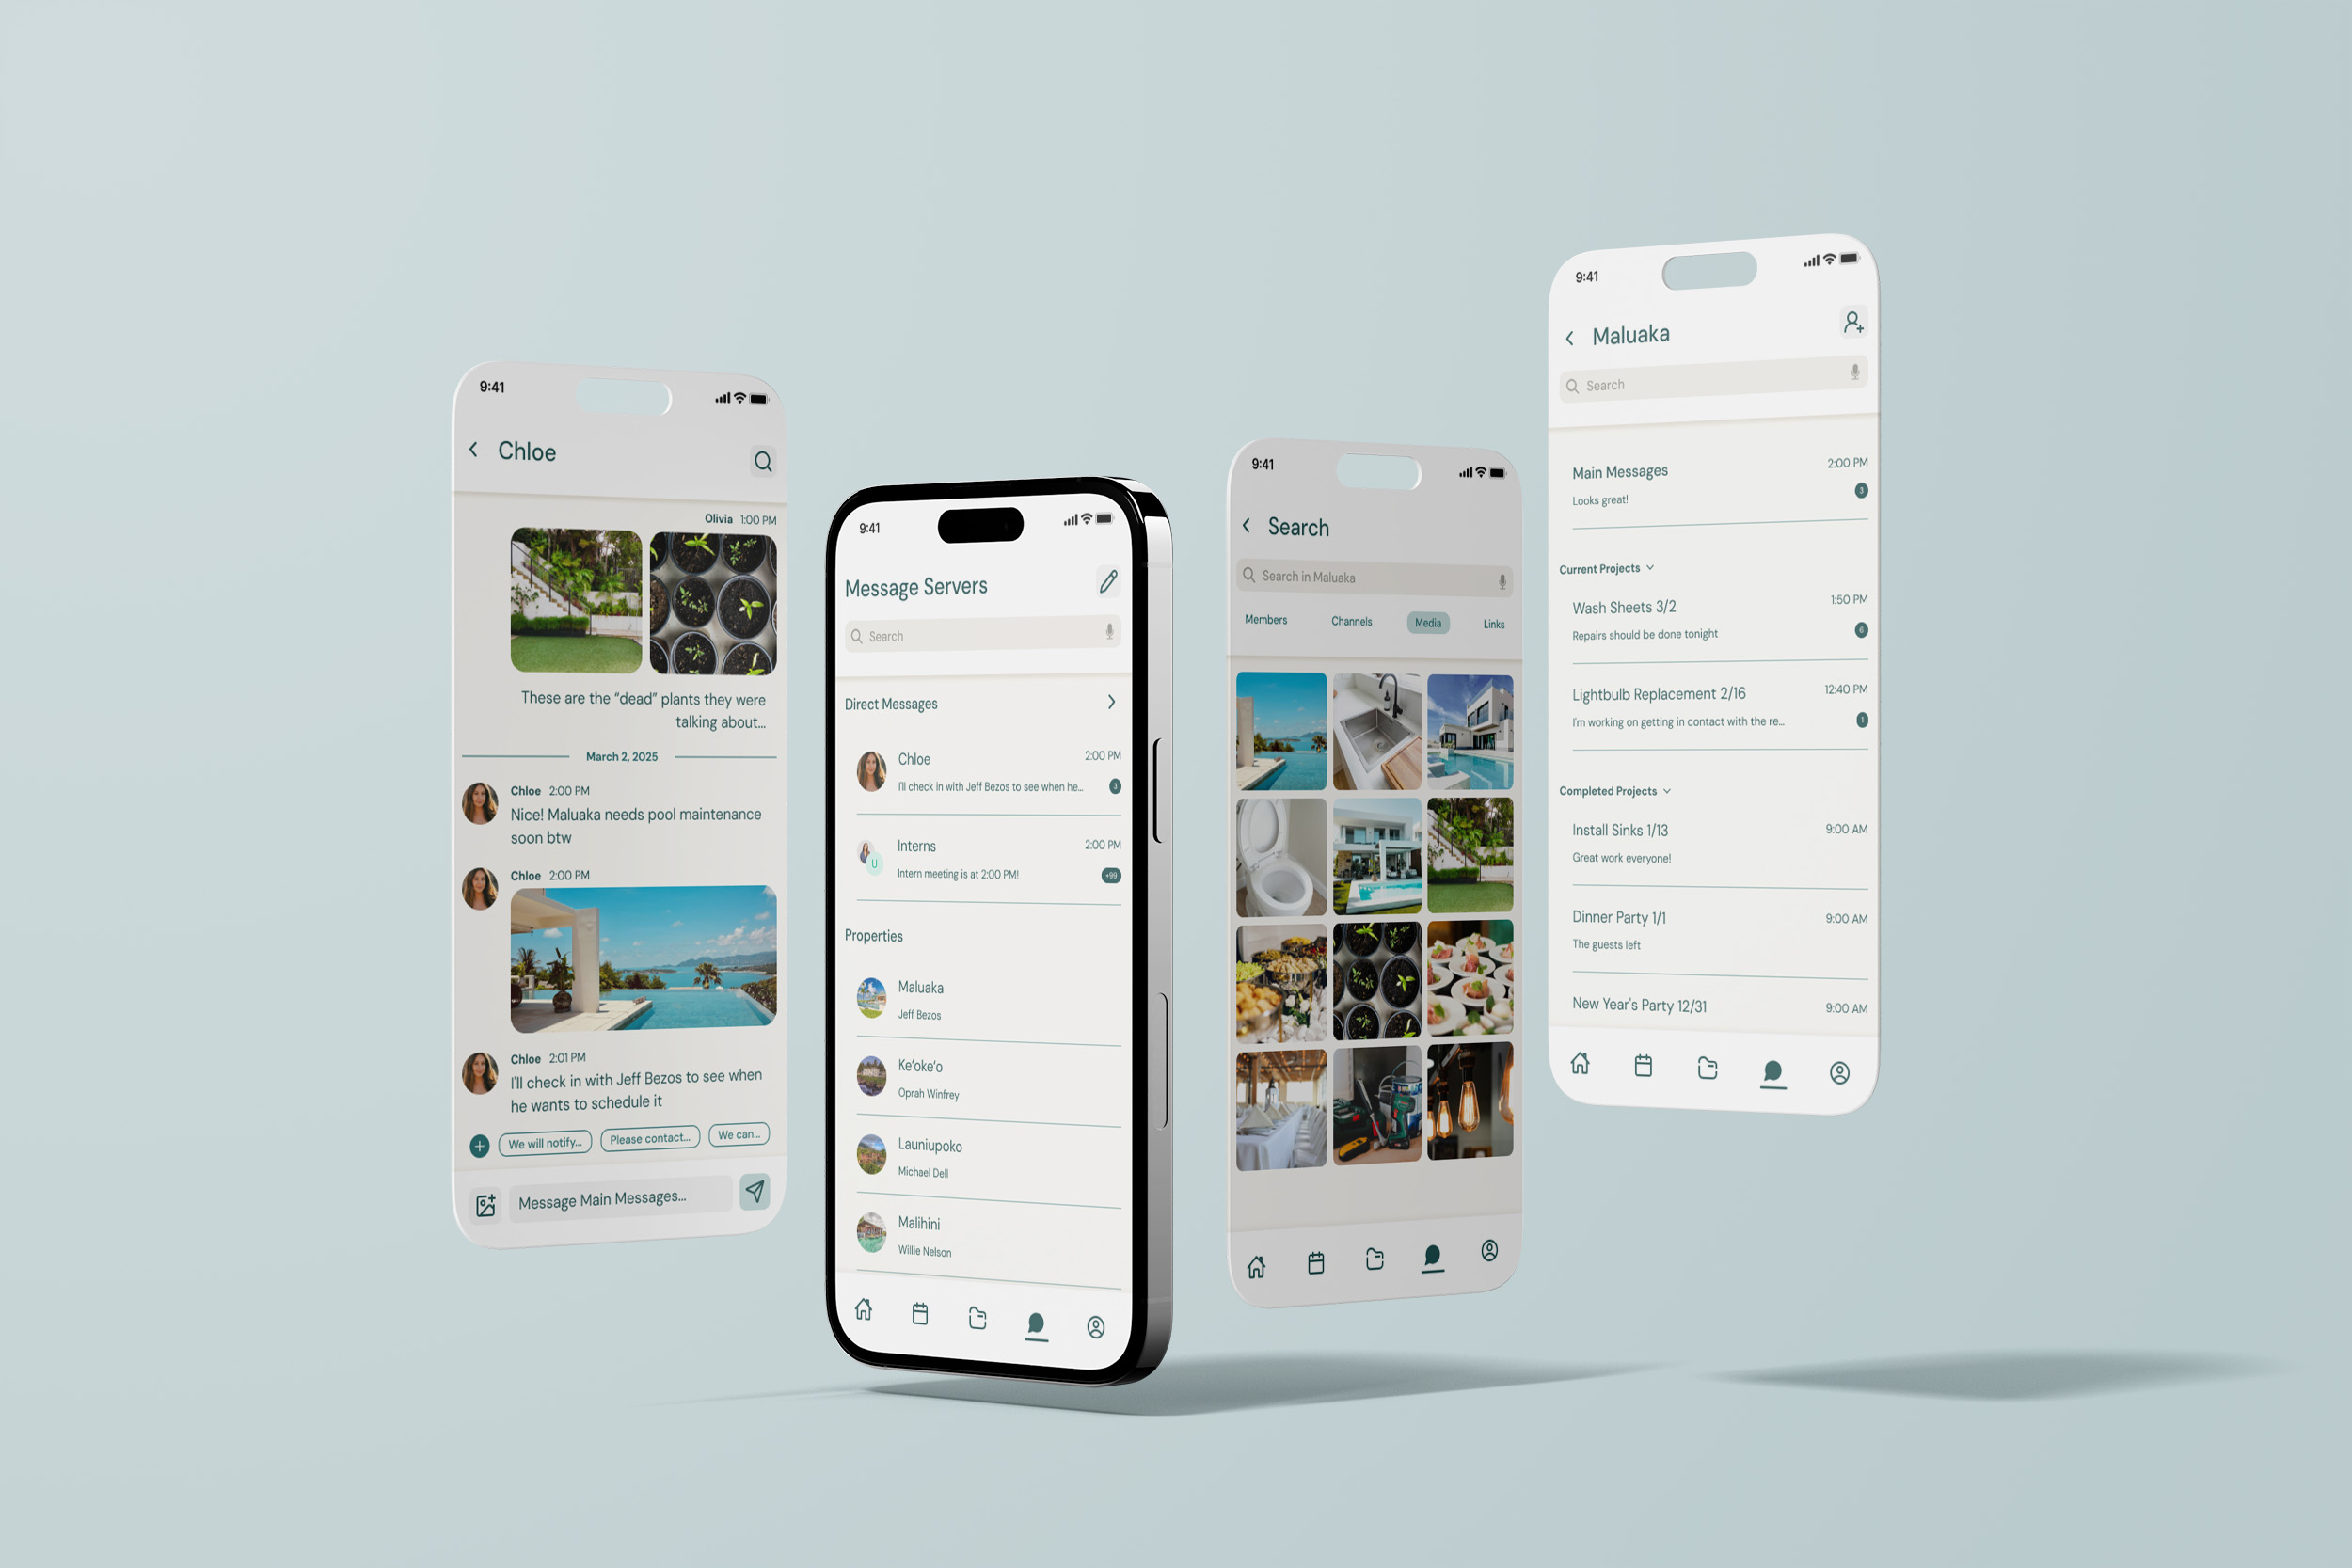 9:41
Chloe
Olivia 1:00 PM
These are the “dead” plants they were
talking about...
March 2, 2025
Chloe 2:00 PM
Nice! Maluaka needs pool maintenance
soon btw
Chloe 2:00 PM
Chloe 2:01 PM
I'll check in with Jeff Bezos to see when
he wants to schedule it
We will notify...
Please contact...
We can...
Message Main Messages...
9:41
Message Servers
Search
Direct Messages
Chloe 2:00 PM
I'll check in with Jeff Bezos to see when he... 3
Interns 2:00 PM
U
Intern meeting is at 2:00 PM! +99
Properties
Maluaka
Jeff Bezos
Keʻokeʻo
Oprah Winfrey
Launiupoko
Michael Dell
Malihini
Willie Nelson
9:41
Search
Search in Maluaka
Members Channels Media Links
9:41
Maluaka
Search
Main Messages 2:00 PM
Looks great! 3
Current Projects
Wash Sheets 3/2 1:50 PM
Repairs should be done tonight 6
Lightbulb Replacement 2/16 12:40 PM
I'm working on getting in contact with the re... 1
Completed Projects
Install Sinks 1/13 9:00 AM
Great work everyone!
Dinner Party 1/1 9:00 AM
The guests left
New Year's Party 12/31 9:00 AM